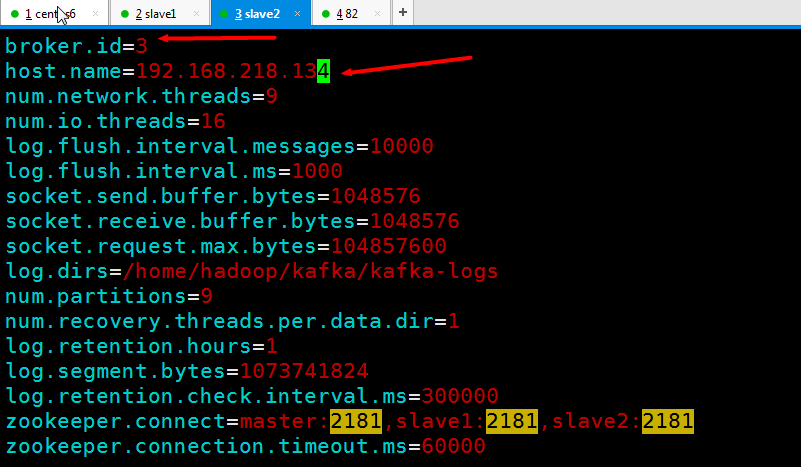 1 centos6 × 2 slave1 × 3 slave2 × 4 82 × +
broker.id=3
host.name=192.168.218.134
num.network.threads=9
num.io.threads=16
log.flush.interval.messages=10000
log.flush.interval.ms=1000
socket.send.buffer.bytes=1048576
socket.receive.buffer.bytes=1048576
socket.request.max.bytes=104857600
log.dirs=/home/hadoop/kafka/kafka-logs
num.partitions=9
num.recovery.threads.per.data.dir=1
log.retention.hours=1
log.segment.bytes=1073741824
log.retention.check.interval.ms=300000
zookeeper.connect=master:2181,slave1:2181,slave2:2181
zookeeper.connection.timeout.ms=60000